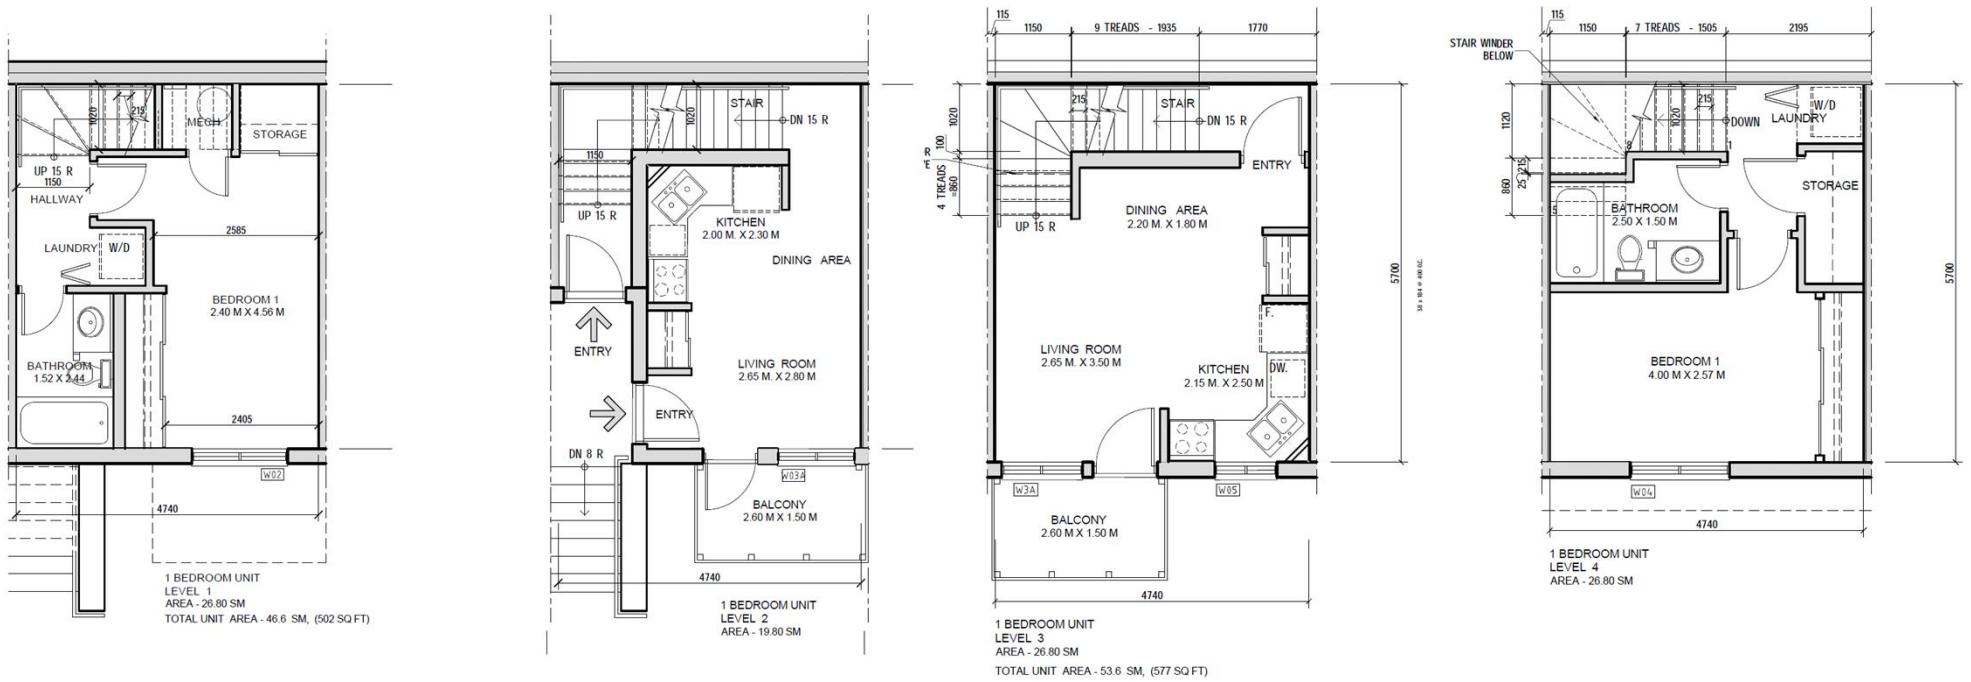 1020
215
MECH
STORAGE
UP 15 R
1150
HALLWAY
2585
LAUNDRY
W/D
BEDROOM 1
2.40 M X 4.56 M
BATHROOM
1.52 X 2.44
2405
W02
4740
1 BEDROOM UNIT
LEVEL 1
AREA - 26.80 SM
TOTAL UNIT AREA - 46.6 SM, (502 SQ FT)
STAIR
1020
DN 15 R
1150
UP 15 R
KITCHEN
2.00 M. X 2.30 M
DINING AREA
ENTRY
LIVING ROOM
2.65 M. X 2.80 M
ENTRY
DN 8 R
W03A
BALCONY
2.60 M X 1.50 M
4740
1 BEDROOM UNIT
LEVEL 2
AREA - 19.80 SM
115
1150
9 TREADS - 1935
1770
1020
215
STAIR
DN 15 R
100
ENTRY
4 TREADS
=860
UP 15 R
DINING AREA
2.20 M. X 1.80 M
5700
F.
LIVING ROOM
2.65 M. X 3.50 M
KITCHEN
2.15 M. X 2.50 M
DW.
W3A
W05
BALCONY
2.60 M X 1.50 M
4740
1 BEDROOM UNIT
LEVEL 3
AREA - 26.80 SM
TOTAL UNIT AREA - 53.6 SM, (577 SQ FT)
115
1150
7 TREADS - 1505
2195
STAIR WINDER
BELOW
1120
215
1020
DOWN
W/D
LAUNDRY
8
1
25
215
860
STORAGE
BATHROOM
2.50 X 1.50 M
5700
BEDROOM 1
4.00 M X 2.57 M
W04
4740
1 BEDROOM UNIT
LEVEL 4
AREA - 26.80 SM